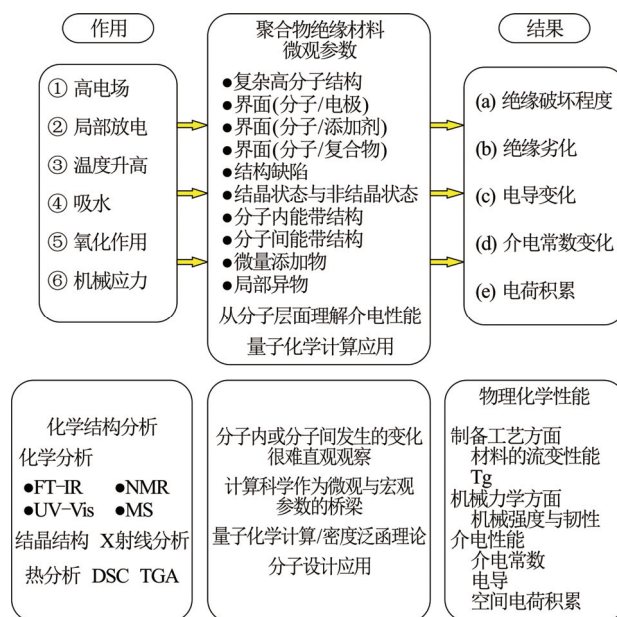 作用
① 高电场
② 局部放电
③ 温度升高
④ 吸水
⑤ 氧化作用
⑥ 机械应力
聚合物绝缘材料
微观参数
●复杂高分子结构
●界面(分子/电极)
●界面(分子/添加剂)
●界面(分子/复合物)
●结构缺陷
●结晶状态与非结晶状态
●分子内能带结构
●分子间能带结构
●微量添加物
●局部异物
从分子层面理解介电性能
量子化学计算应用
结果
(a) 绝缘破坏程度
(b) 绝缘劣化
(c) 电导变化
(d) 介电常数变化
(e) 电荷积累
化学结构分析
化学分析
●FT-IR ●NMR
●UV-Vis ●MS
结晶结构 X射线分析
热分析 DSC TGA
分子内或分子间发生的变化
很难直观观察
计算科学作为微观与宏观
参数的桥梁
量子化学计算/密度泛函理论
分子设计应用
物理化学性能
制备工艺方面
材料的流变性能
Tg
机械力学方面
机械强度与韧性
介电性能
介电常数
电导
空间电荷积累